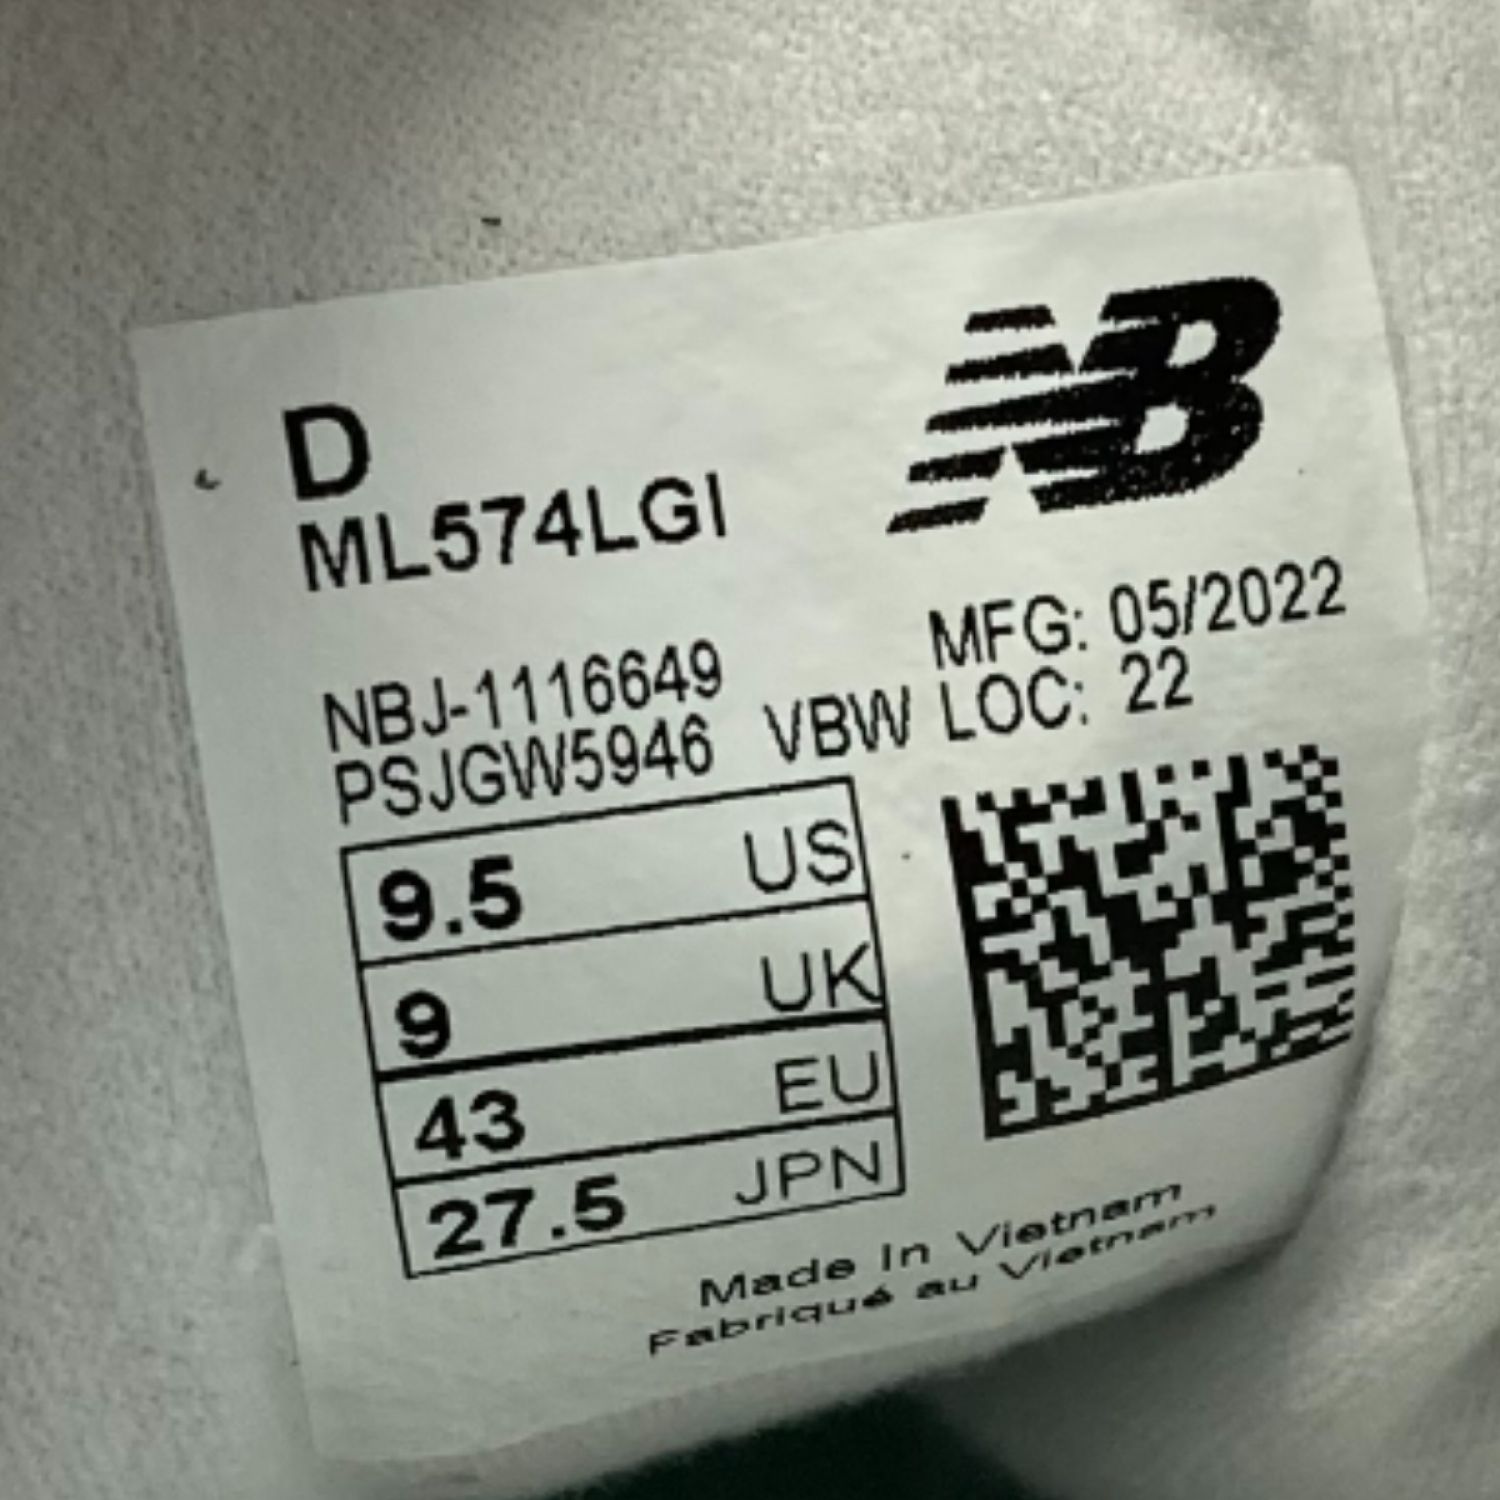 NB
D
ML574LGI
MFG: 05/2022
NBJ-1116649
PSJGW5946 VBW LOC: 22
9.5 US
9 UK
43 EU
27.5 JPN
Made In Vietnam
Fabriqué au Vietnam